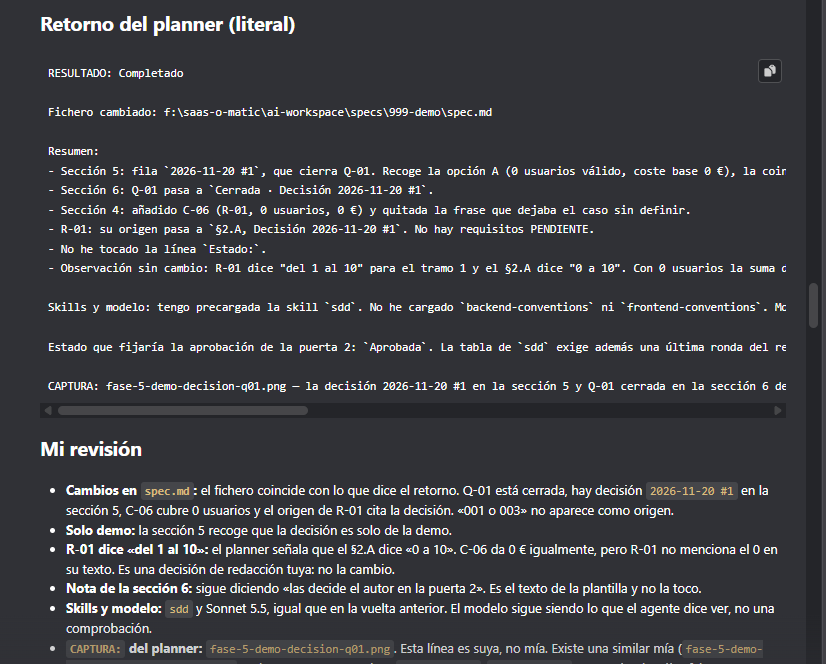 Retorno del planner (literal)
RESULTADO: Completado
Fichero cambiado: f:\saas-o-matic\ai-workspace\specs\999-demo\spec.md
Resumen:
- Sección 5: fila `2026-11-20 #1`, que cierra Q-01. Recoge la opción A (0 usuarios válido, coste base 0 €), la
- Sección 6: Q-01 pasa a `Cerrada · Decisión 2026-11-20 #1`.
- Sección 4: añadido C-06 (R-01, 0 usuarios, 0 €) y quitada la frase que dejaba el caso sin definir.
- R-01: su origen pasa a `§2.A, Decisión 2026-11-20 #1`. No hay requisitos PENDIENTE.
- No he tocado la línea `Estado:`.
- Observación sin cambio: R-01 dice "del 1 al 10" para el tramo 1 y el §2.A dice "0 a 10". Con 0 usuarios la suma
Skills y modelo: tengo precargada la skill `sdd`. No he cargado `backend-conventions` ni `frontend-conventions`.
Estado que fijaría la aprobación de la puerta 2: `Aprobada`. La tabla de `sdd` exige además una última ronda del
CAPTURA: fase-5-demo-decision-q01.png — la decisión 2026-11-20 #1 en la sección 5 y Q-01 cerrada en la sección 6
Mi revisión
• Cambios en spec.md: el fichero coincide con lo que dice el retorno. Q-01 está cerrada, hay decisión 2026-11-20 #1 en la
sección 5, C-06 cubre 0 usuarios y el origen de R-01 cita la decisión. «001 o 003» no aparece como origen.
• Solo demo: la sección 5 recoge que la decisión es solo de la demo.
• R-01 dice «del 1 al 10»: el planner señala que el §2.A dice «0 a 10». C-06 da 0 € igualmente, pero R-01 no menciona el 0 en
su texto. Es una decisión de redacción tuya: no la cambio.
• Nota de la sección 6: sigue diciendo «las decide el autor en la puerta 2». Es el texto de la plantilla y no la toco.
• Skills y modelo: sdd y Sonnet 5.5, igual que en la vuelta anterior. El modelo sigue siendo lo que el agente dice ver, no una
comprobación.
• CAPTURA: del planner: fase-5-demo-decision-q01.png. Esta línea es suya, no mía. Existe una similar mía (fase-5-demo-